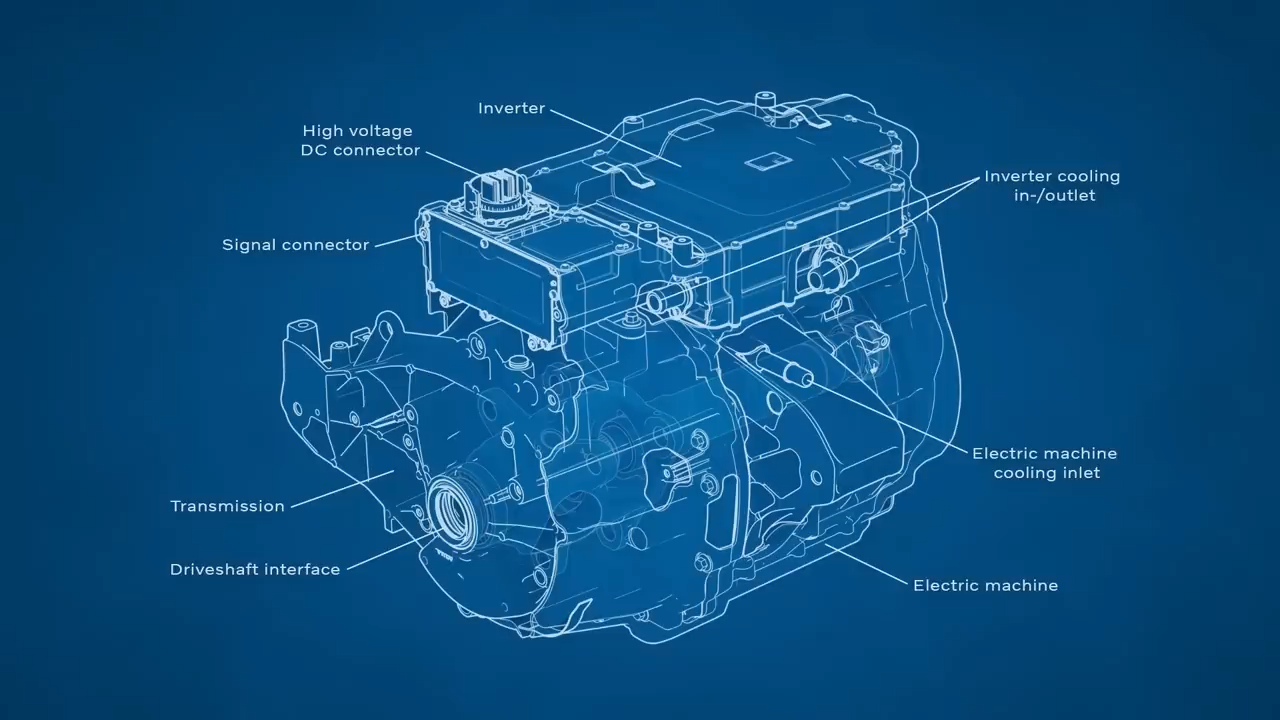 Inverter
High voltage
DC connector
Inverter cooling
in-/outlet
Signal connector
Electric machine
cooling inlet
Transmission
Driveshaft interface
Electric machine